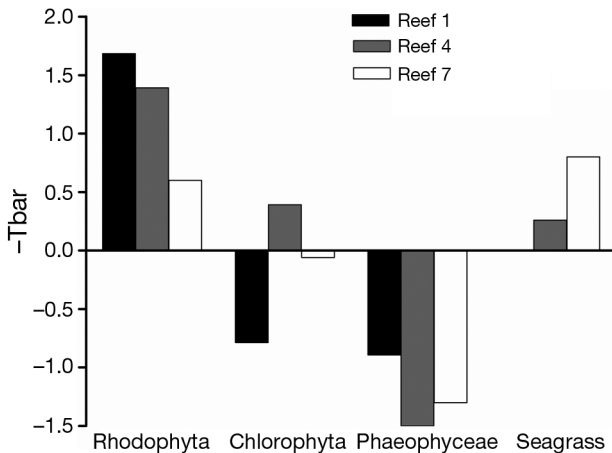 Reef 1
Reef 4
Reef 7
−Tbar
2.0
1.5
1.0
0.5
0.0
−0.5
−1.0
−1.5
Rhodophyta Chlorophyta Phaeophyceae Seagrass